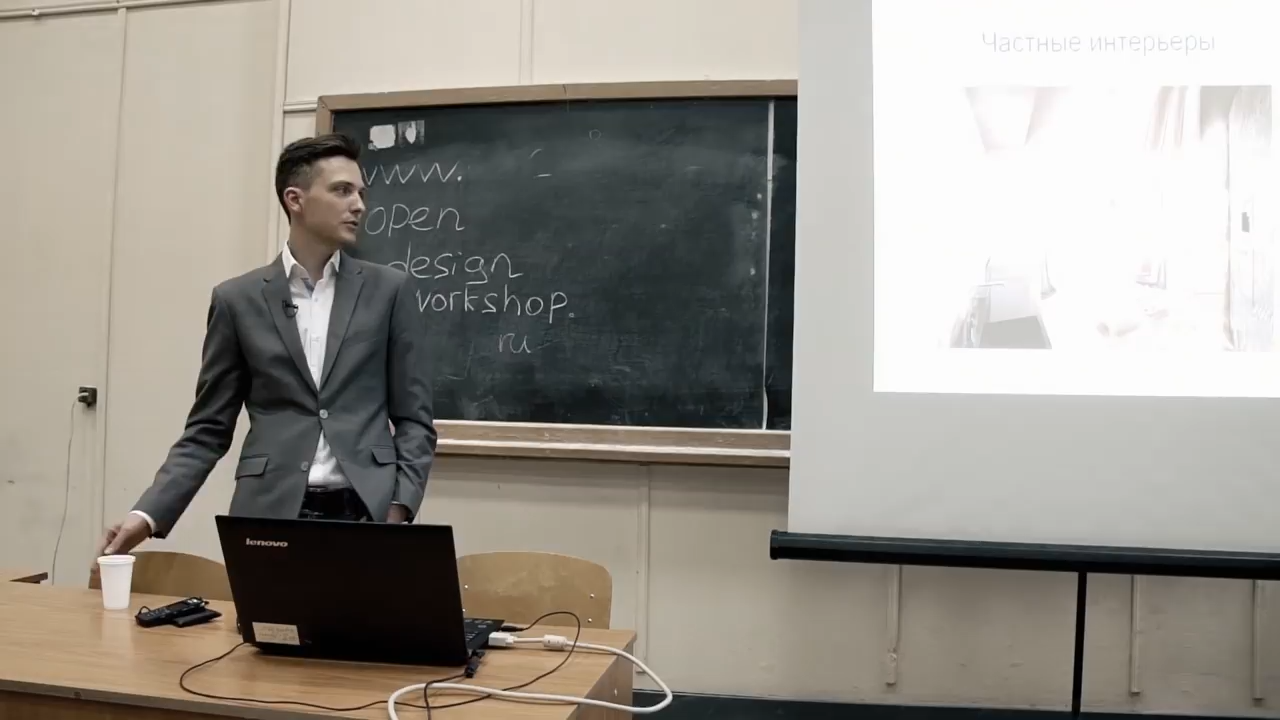 www.
open
design
workshop.
ru
Частные интерьеры
lenovo